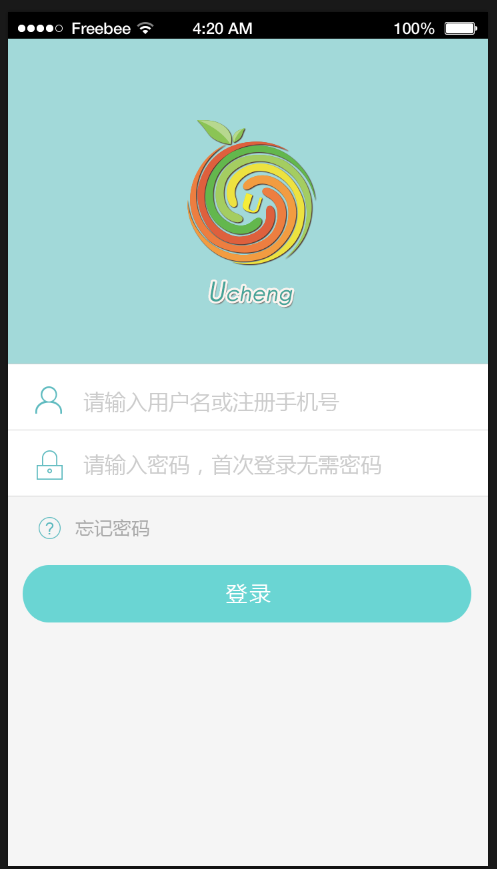 Freebee 4:20 AM 100%
U
Ucheng
请输入用户名或注册手机号
请输入密码，首次登录无需密码
? 忘记密码
登录